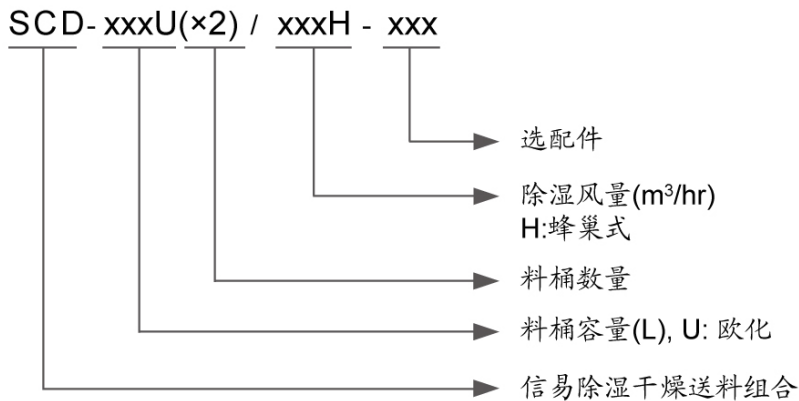 SCD-xxxU(×2) / xxxH - xxx
选配件
除湿风量(m³/hr)
H:蜂巢式
料桶数量
料桶容量(L), U: 欧化
信易除湿干燥送料组合